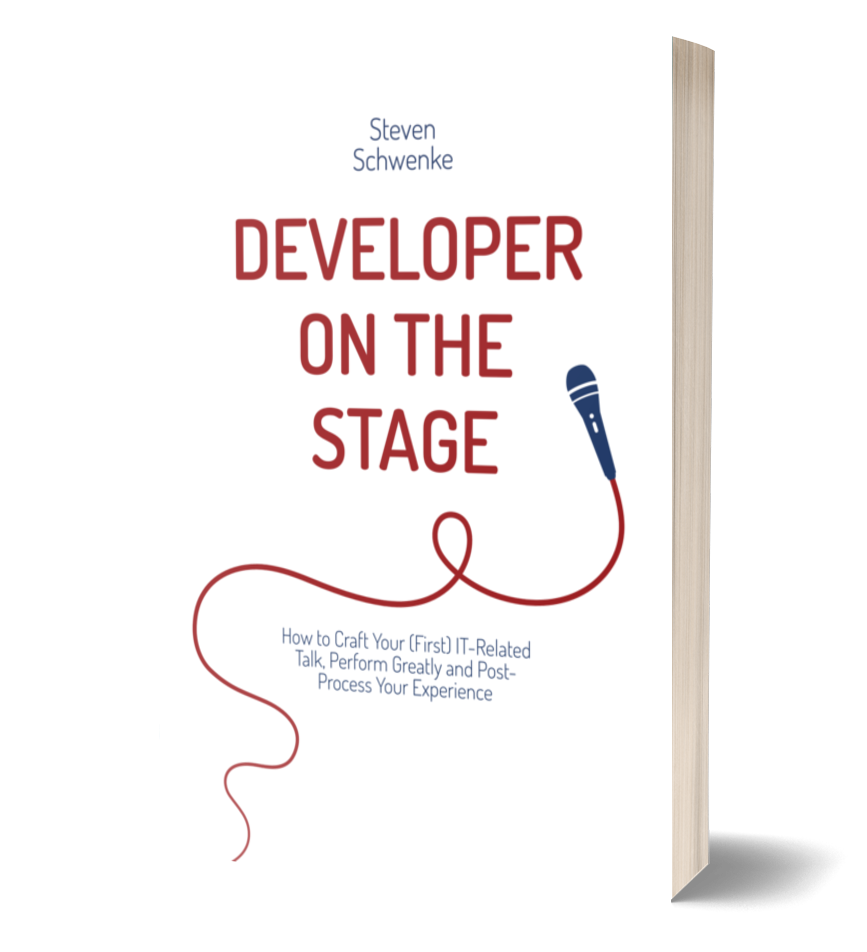 Steven
Schwenke
DEVELOPER
ON THE
STAGE
How to Craft Your (First) IT-Related
Talk, Perform Greatly and Post-
Process Your Experience